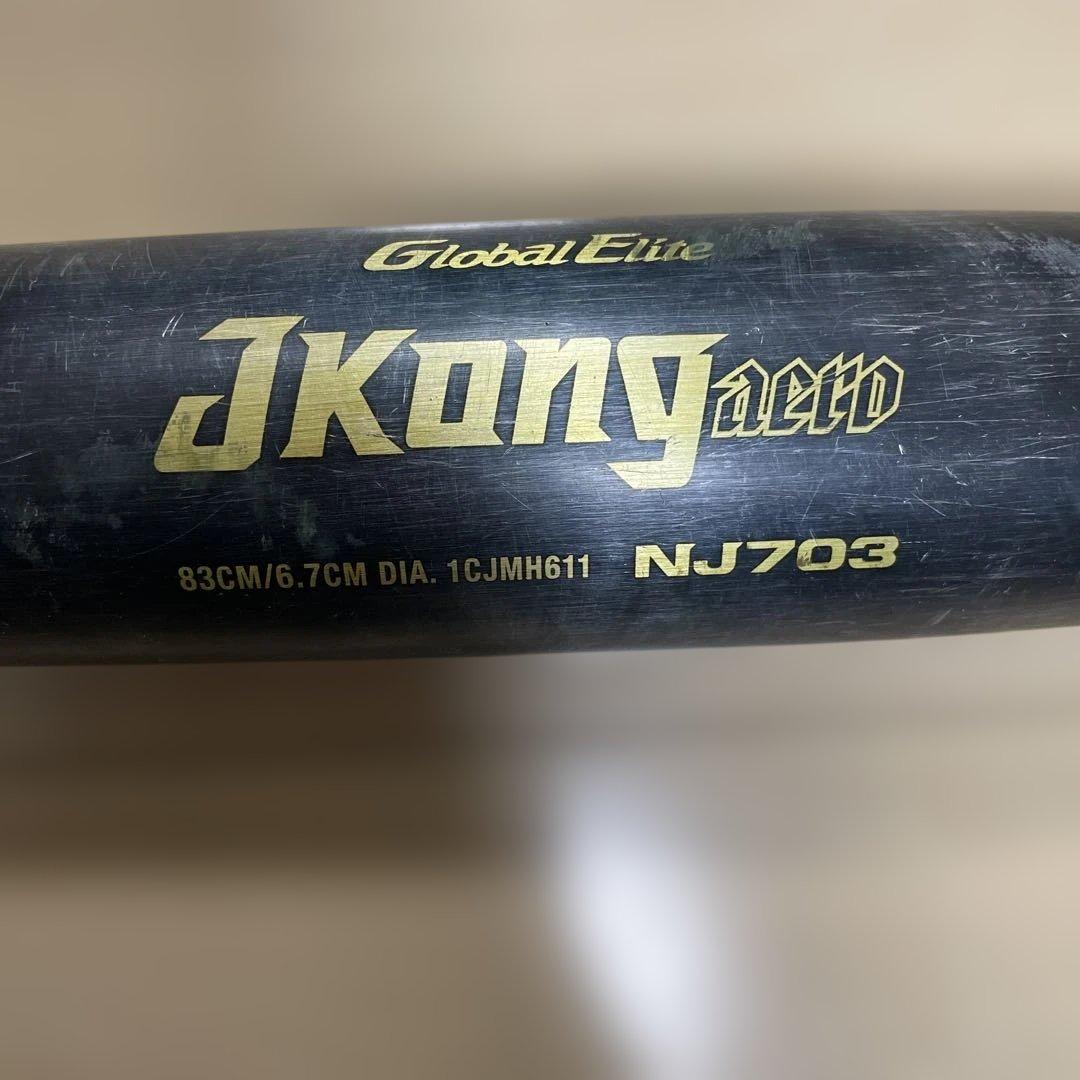 Global Elite
JKong aero
83CM/6.7CM DIA. 1CJMH611 NJ703